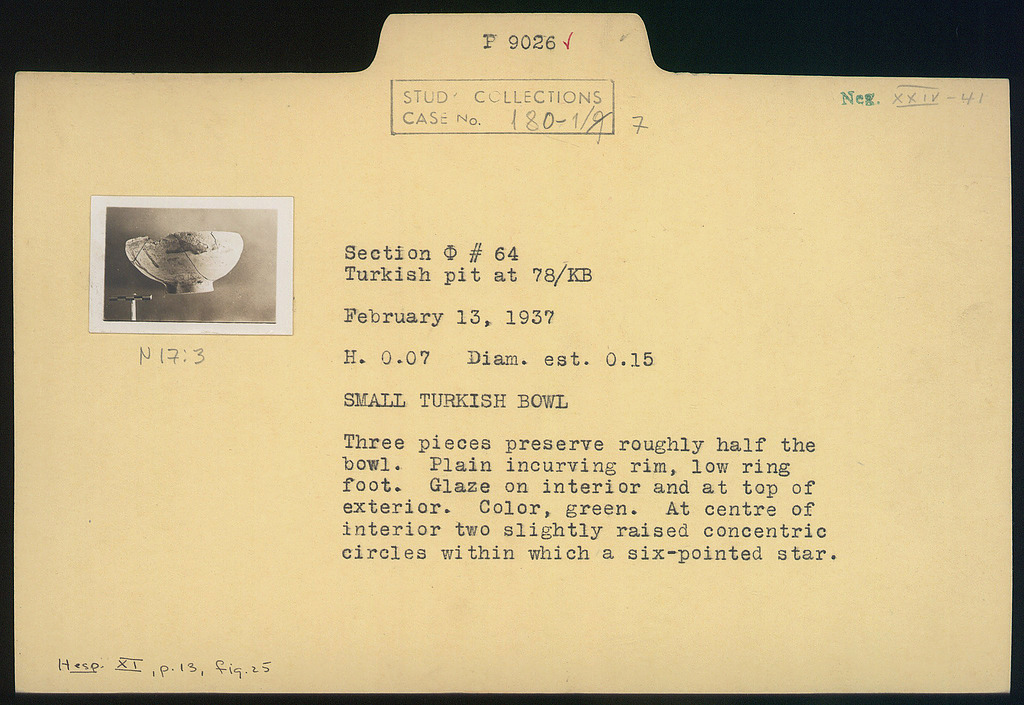 P 9026 ✓
STUDY COLLECTIONS
CASE No. 180-1/9 7
Neg. XXIV-41
N 17:3
Section Φ # 64
Turkish pit at 78/KB
February 13, 1937
H. 0.07 Diam. est. 0.15
SMALL TURKISH BOWL
Three pieces preserve roughly half the
bowl. Plain incurving rim, low ring
foot. Glaze on interior and at top of
exterior. Color, green. At centre of
interior two slightly raised concentric
circles within which a six-pointed star.
Hesp. XI, p.13, fig.25